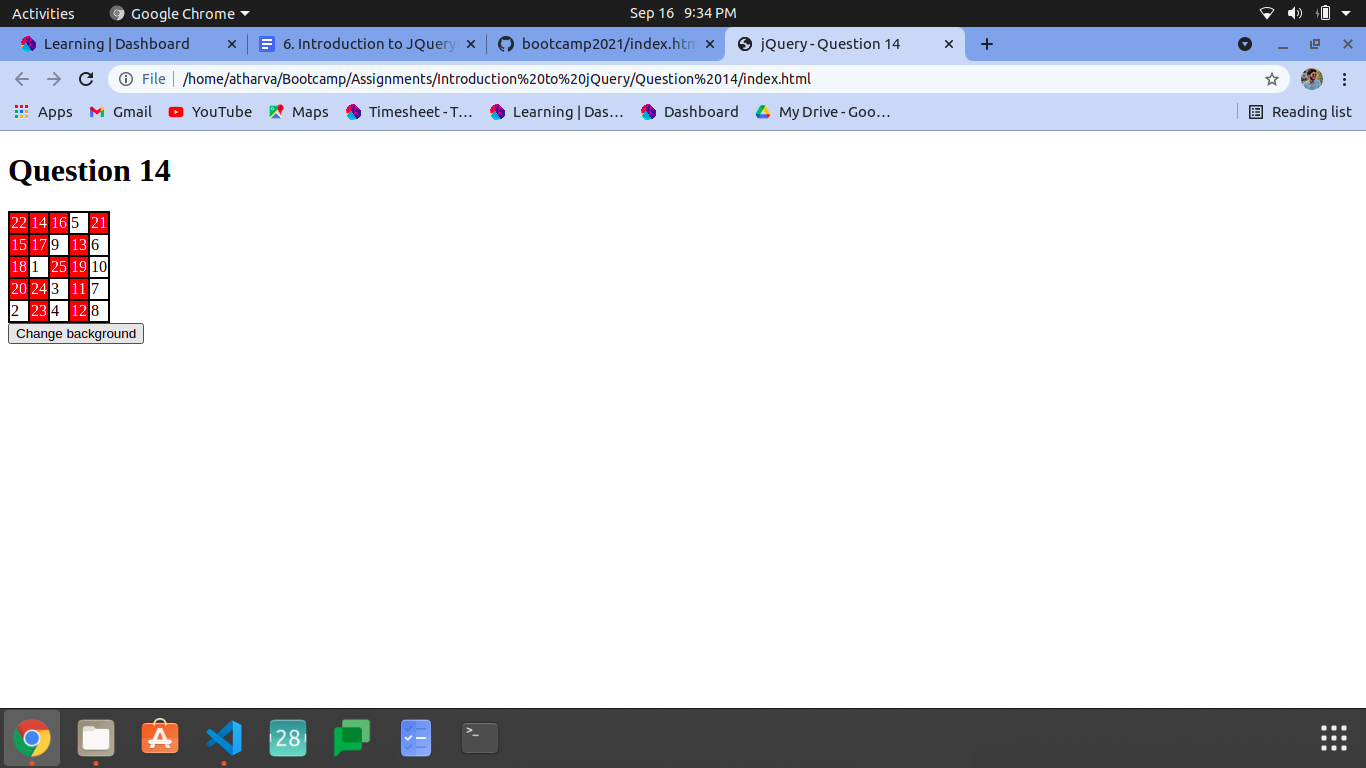 Activities Google Chrome Sep 16 9:34 PM
Learning | Dashboard 6. Introduction to JQuery bootcamp2021/index.htm jQuery - Question 14
File /home/atharva/Bootcamp/Assignments/Introduction%20to%20jQuery/Question%2014/index.html
Apps Gmail YouTube Maps Timesheet - T… Learning | Das… Dashboard My Drive - Goo… Reading list
Question 14
22 14 16 5 21
15 17 9 13 6
18 1 25 19 10
20 24 3 11 7
2 23 4 12 8
Change background
28
>_